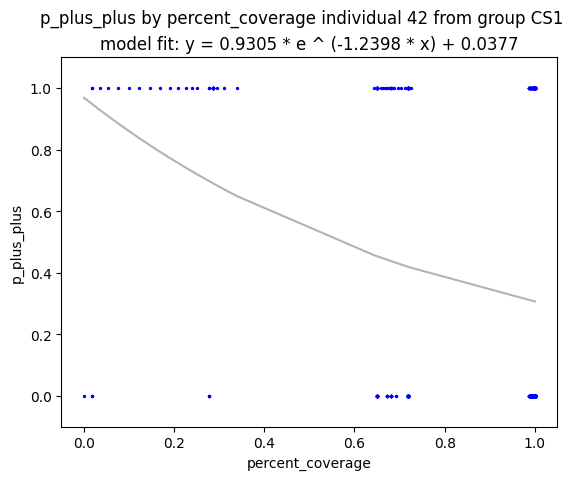 p_plus_plus by percent_coverage individual 42 from group CS1
model fit: y = 0.9305 * e ^ (-1.2398 * x) + 0.0377
1.0
0.8
0.6
0.4
0.2
0.0
p_plus_plus
0.0 0.2 0.4 0.6 0.8 1.0
percent_coverage